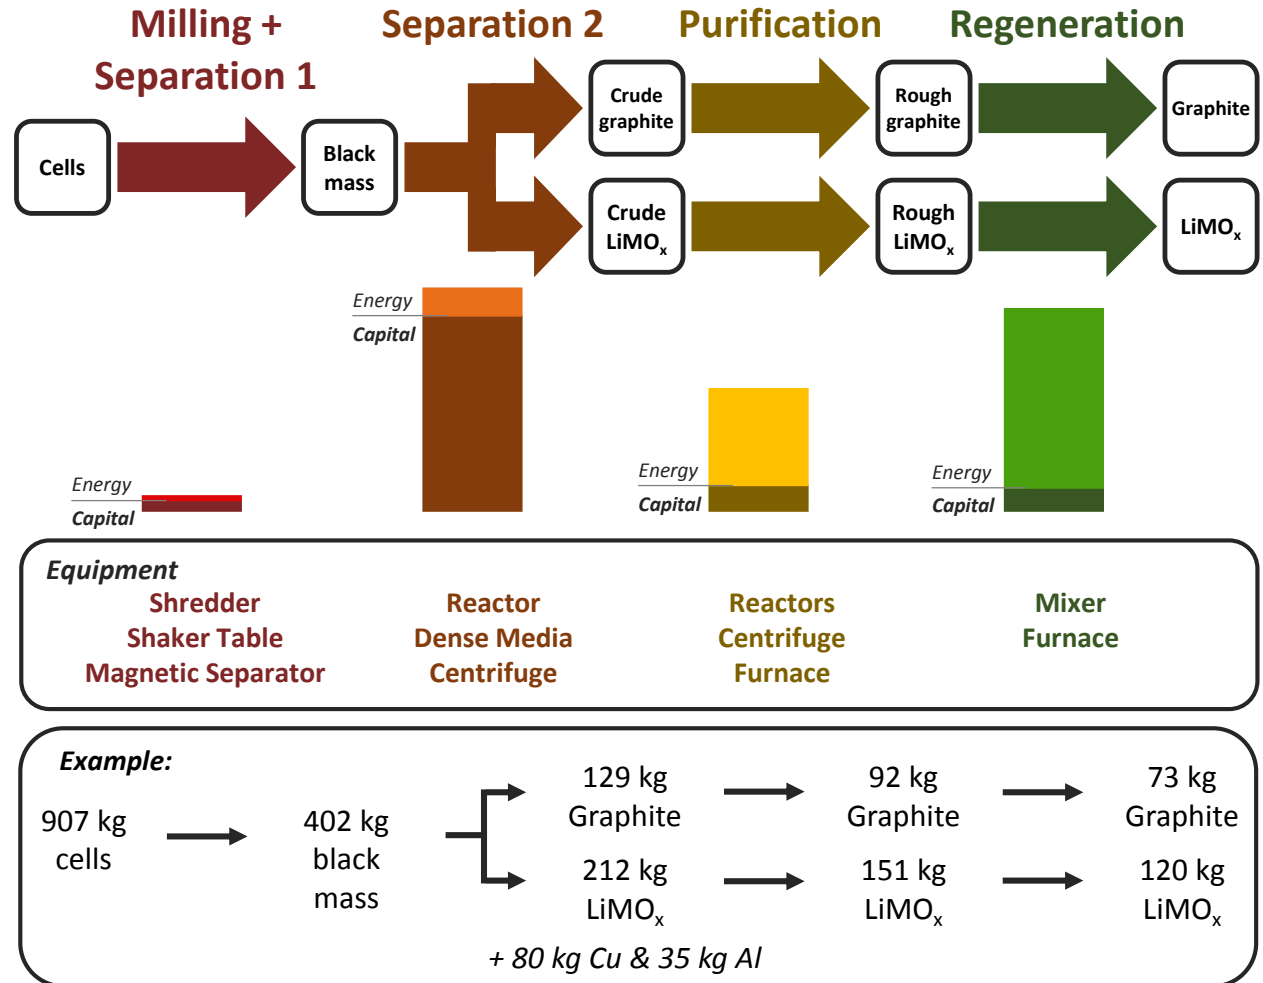 Milling +
Separation 1
Separation 2
Purification
Regeneration
Cells
Black
mass
Crude
graphite
Rough
graphite
Graphite
Crude
LiMOₓ
Rough
LiMOₓ
LiMOₓ
Energy
Capital
Energy
Capital
Energy
Capital
Energy
Capital
Equipment
Shredder
Shaker Table
Magnetic Separator
Reactor
Dense Media
Centrifuge
Reactors
Centrifuge
Furnace
Mixer
Furnace
Example:
907 kg
cells
402 kg
black
mass
129 kg
Graphite
92 kg
Graphite
73 kg
Graphite
212 kg
LiMOₓ
151 kg
LiMOₓ
120 kg
LiMOₓ
+ 80 kg Cu & 35 kg Al